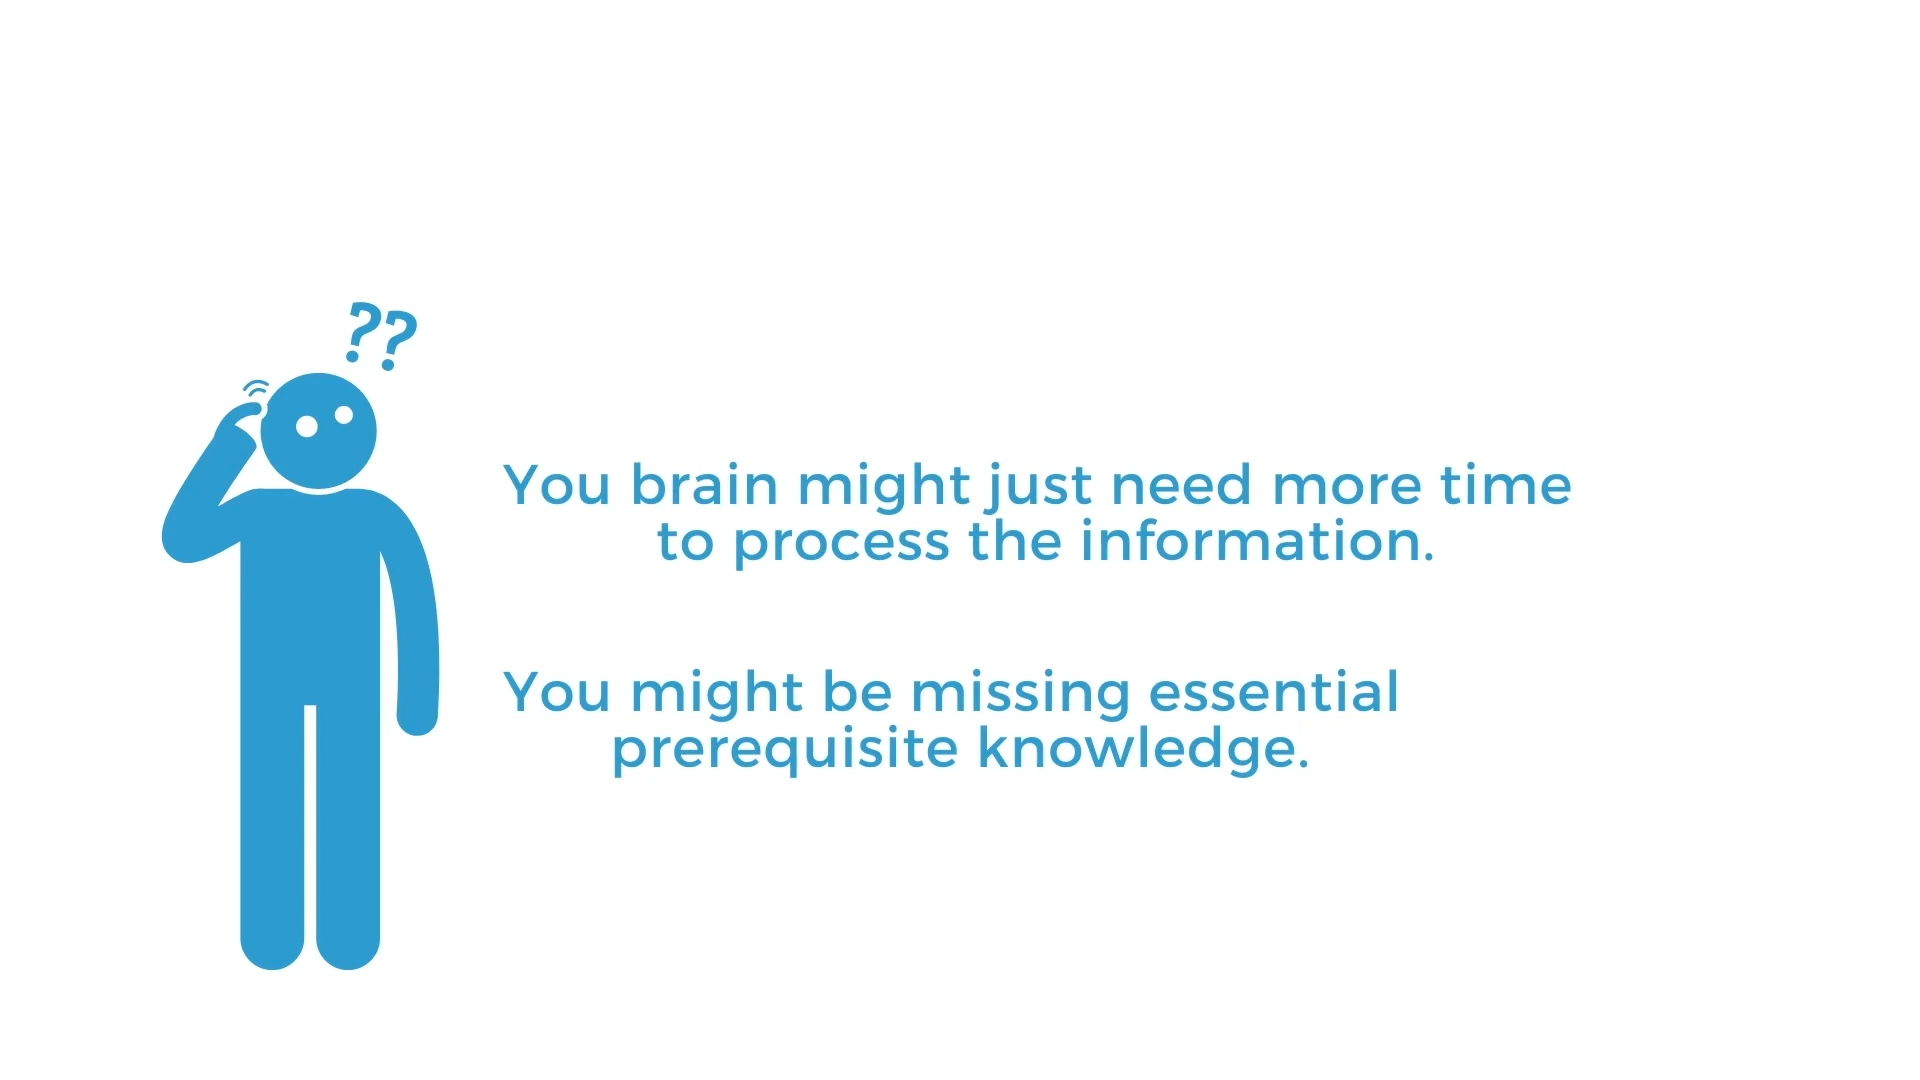 ??
You brain might just need more time
to process the information.
You might be missing essential
prerequisite knowledge.